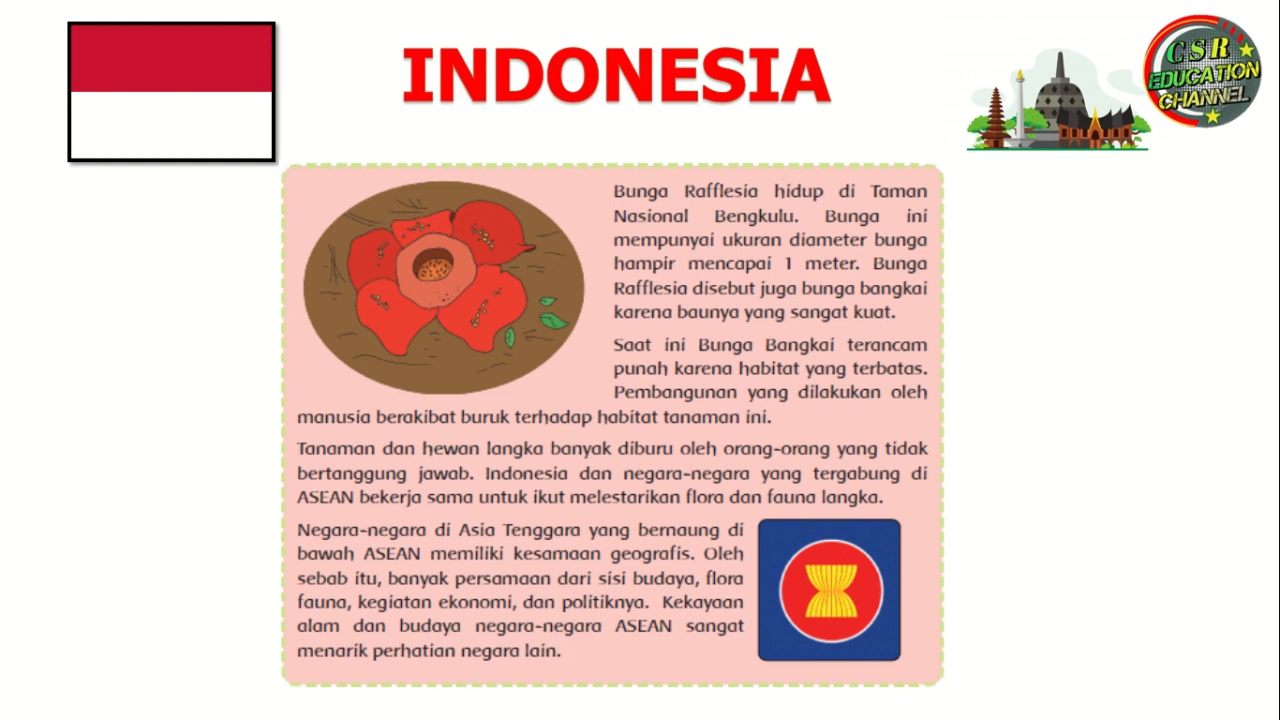 INDONESIA
CSR
EDUCATION
CHANNEL
Bunga Rafflesia hidup di Taman
Nasional Bengkulu. Bunga ini
mempunyai ukuran diameter bunga
hampir mencapai 1 meter. Bunga
Rafflesia disebut juga bunga bangkai
karena baunya yang sangat kuat.
Saat ini Bunga Bangkai terancam
punah karena habitat yang terbatas.
Pembangunan yang dilakukan oleh
manusia berakibat buruk terhadap habitat tanaman ini.
Tanaman dan hewan langka banyak diburu oleh orang-orang yang tidak
bertanggung jawab. Indonesia dan negara-negara yang tergabung di
ASEAN bekerja sama untuk ikut melestarikan flora dan fauna langka.
Negara-negara di Asia Tenggara yang bernaung di
bawah ASEAN memiliki kesamaan geografis. Oleh
sebab itu, banyak persamaan dari sisi budaya, flora
fauna, kegiatan ekonomi, dan politiknya. Kekayaan
alam dan budaya negara-negara ASEAN sangat
menarik perhatian negara lain.